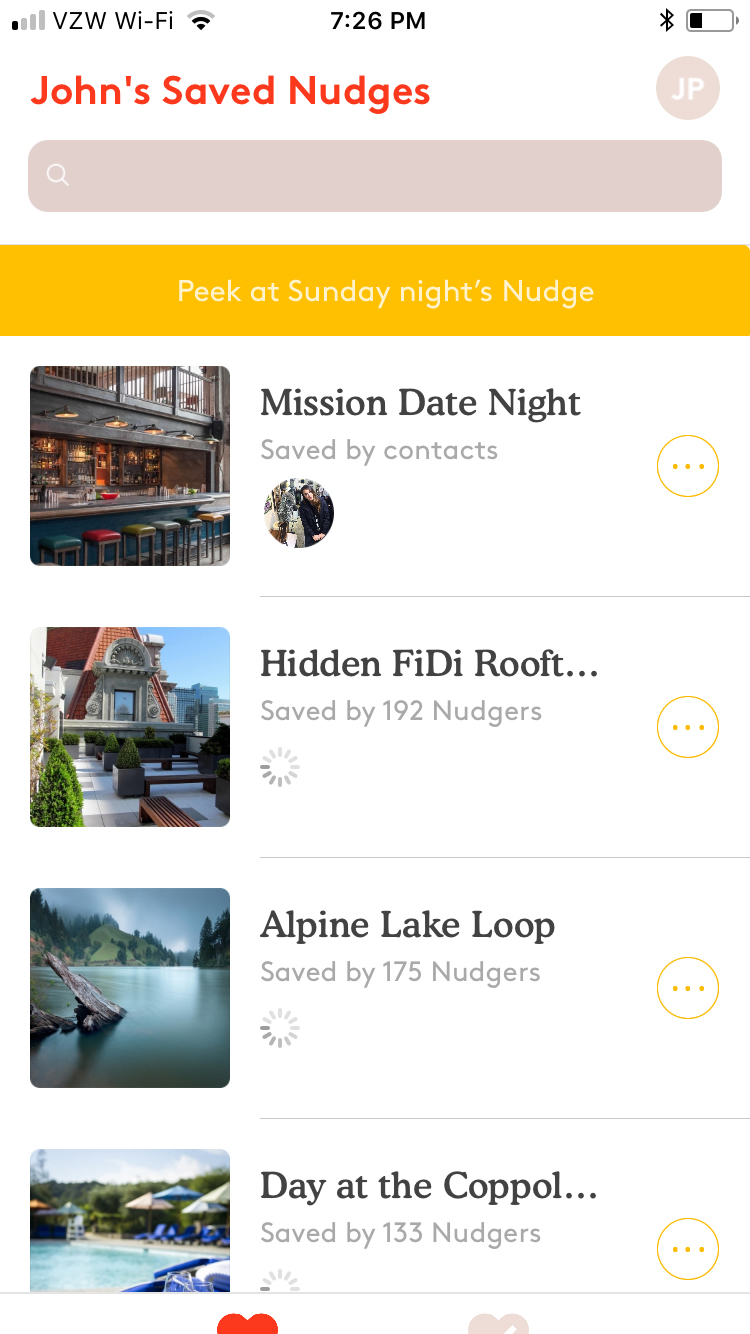 VZW Wi-Fi 7:26 PM
John's Saved Nudges
JP
Peek at Sunday night’s Nudge
Mission Date Night
Saved by contacts
Hidden FiDi Rooft...
Saved by 192 Nudgers
Alpine Lake Loop
Saved by 175 Nudgers
Day at the Coppol...
Saved by 133 Nudgers